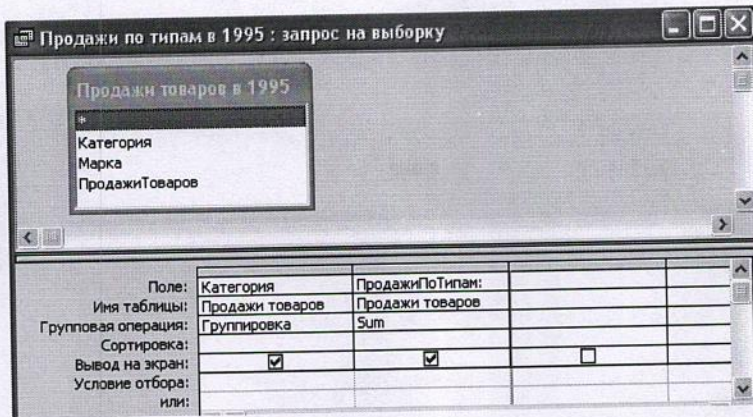 Продажи по типам в 1995 : запрос на выборку
Продажи товаров в 1995
*
Категория
Марка
ПродажиТоваров
Поле: Категория ПродажиПоТипам:
Имя таблицы: Продажи товаров Продажи товаров
Групповая операция: Группировка Sum
Сортировка:
Вывод на экран:
Условие отбора:
или: